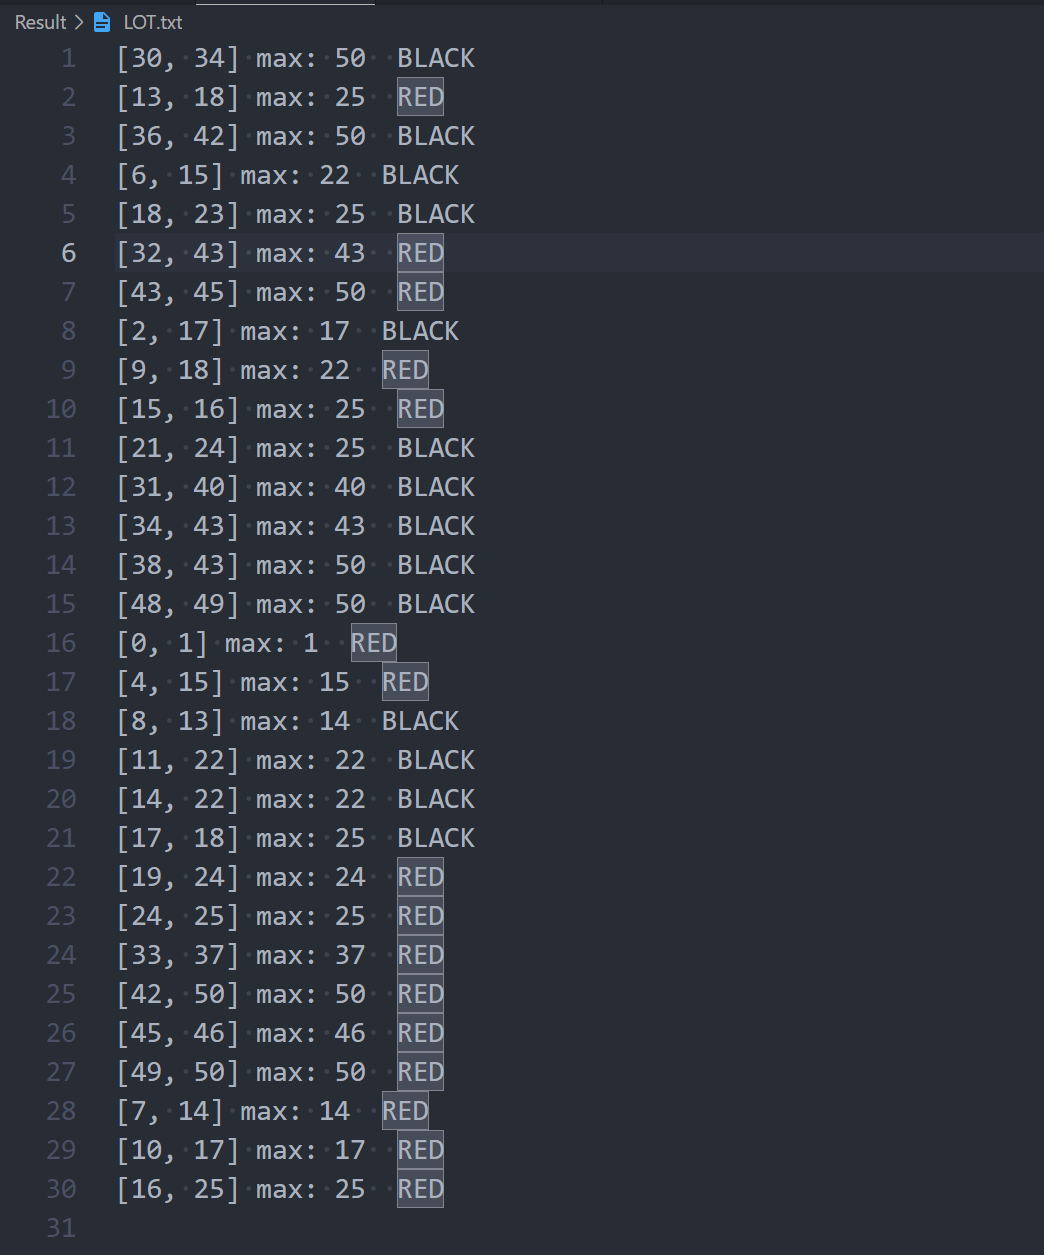 Result > LOT.txt
1 [30, 34] max: 50 BLACK
2 [13, 18] max: 25 RED
3 [36, 42] max: 50 BLACK
4 [6, 15] max: 22 BLACK
5 [18, 23] max: 25 BLACK
6 [32, 43] max: 43 RED
7 [43, 45] max: 50 RED
8 [2, 17] max: 17 BLACK
9 [9, 18] max: 22 RED
10 [15, 16] max: 25 RED
11 [21, 24] max: 25 BLACK
12 [31, 40] max: 40 BLACK
13 [34, 43] max: 43 BLACK
14 [38, 43] max: 50 BLACK
15 [48, 49] max: 50 BLACK
16 [0, 1] max: 1 RED
17 [4, 15] max: 15 RED
18 [8, 13] max: 14 BLACK
19 [11, 22] max: 22 BLACK
20 [14, 22] max: 22 BLACK
21 [17, 18] max: 25 BLACK
22 [19, 24] max: 24 RED
23 [24, 25] max: 25 RED
24 [33, 37] max: 37 RED
25 [42, 50] max: 50 RED
26 [45, 46] max: 46 RED
27 [49, 50] max: 50 RED
28 [7, 14] max: 14 RED
29 [10, 17] max: 17 RED
30 [16, 25] max: 25 RED
31